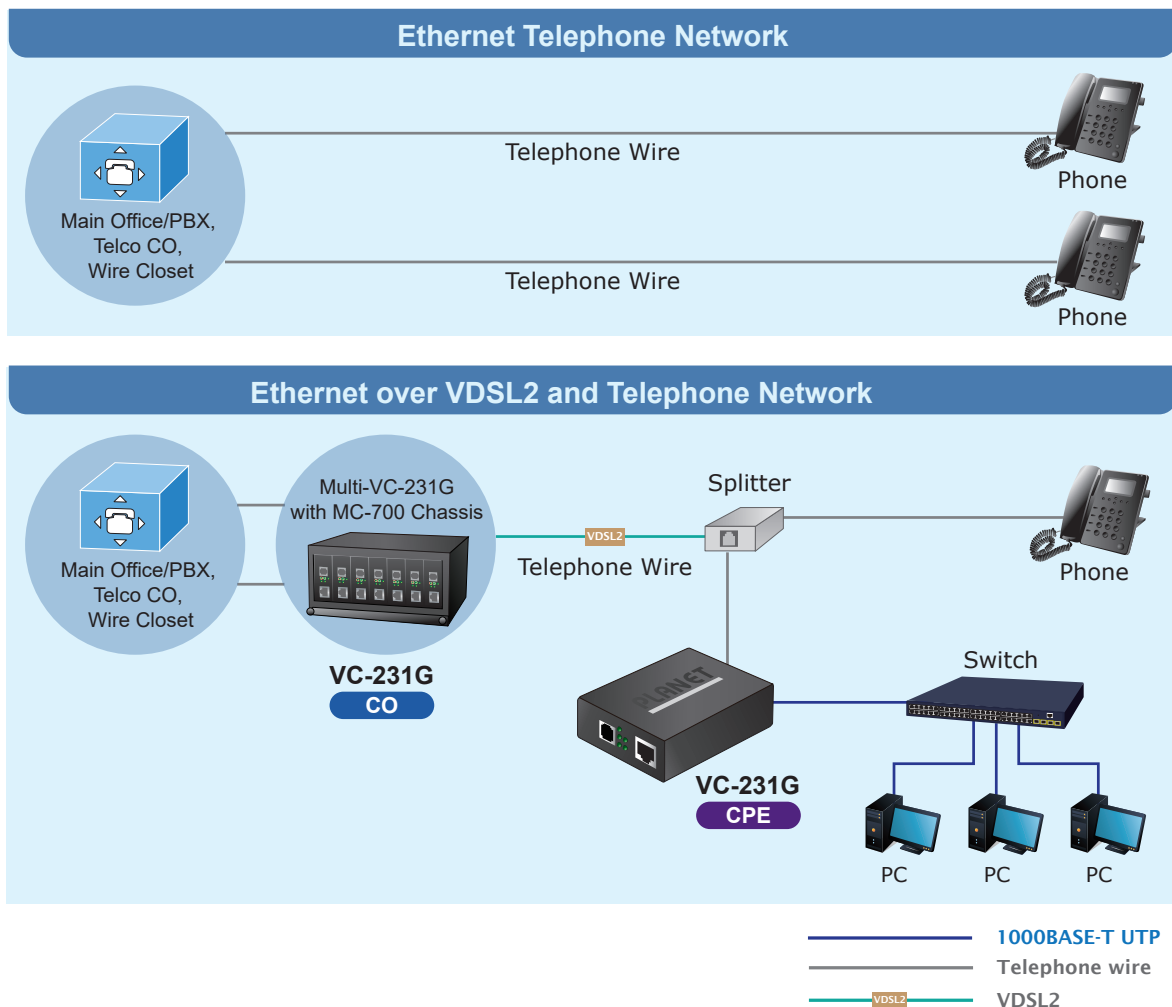 Ethernet Telephone Network
Telephone Wire
Phone
Main Office/PBX,
Telco CO,
Wire Closet
Telephone Wire
Phone
Ethernet over VDSL2 and Telephone Network
Main Office/PBX,
Telco CO,
Wire Closet
Multi-VC-231G
with MC-700 Chassis
VC-231G
CO
VDSL2
Telephone Wire
Splitter
Phone
PLANET
VC-231G
CPE
Switch
PC
PC
PC
1000BASE-T UTP
Telephone wire
VDSL2
VDSL2